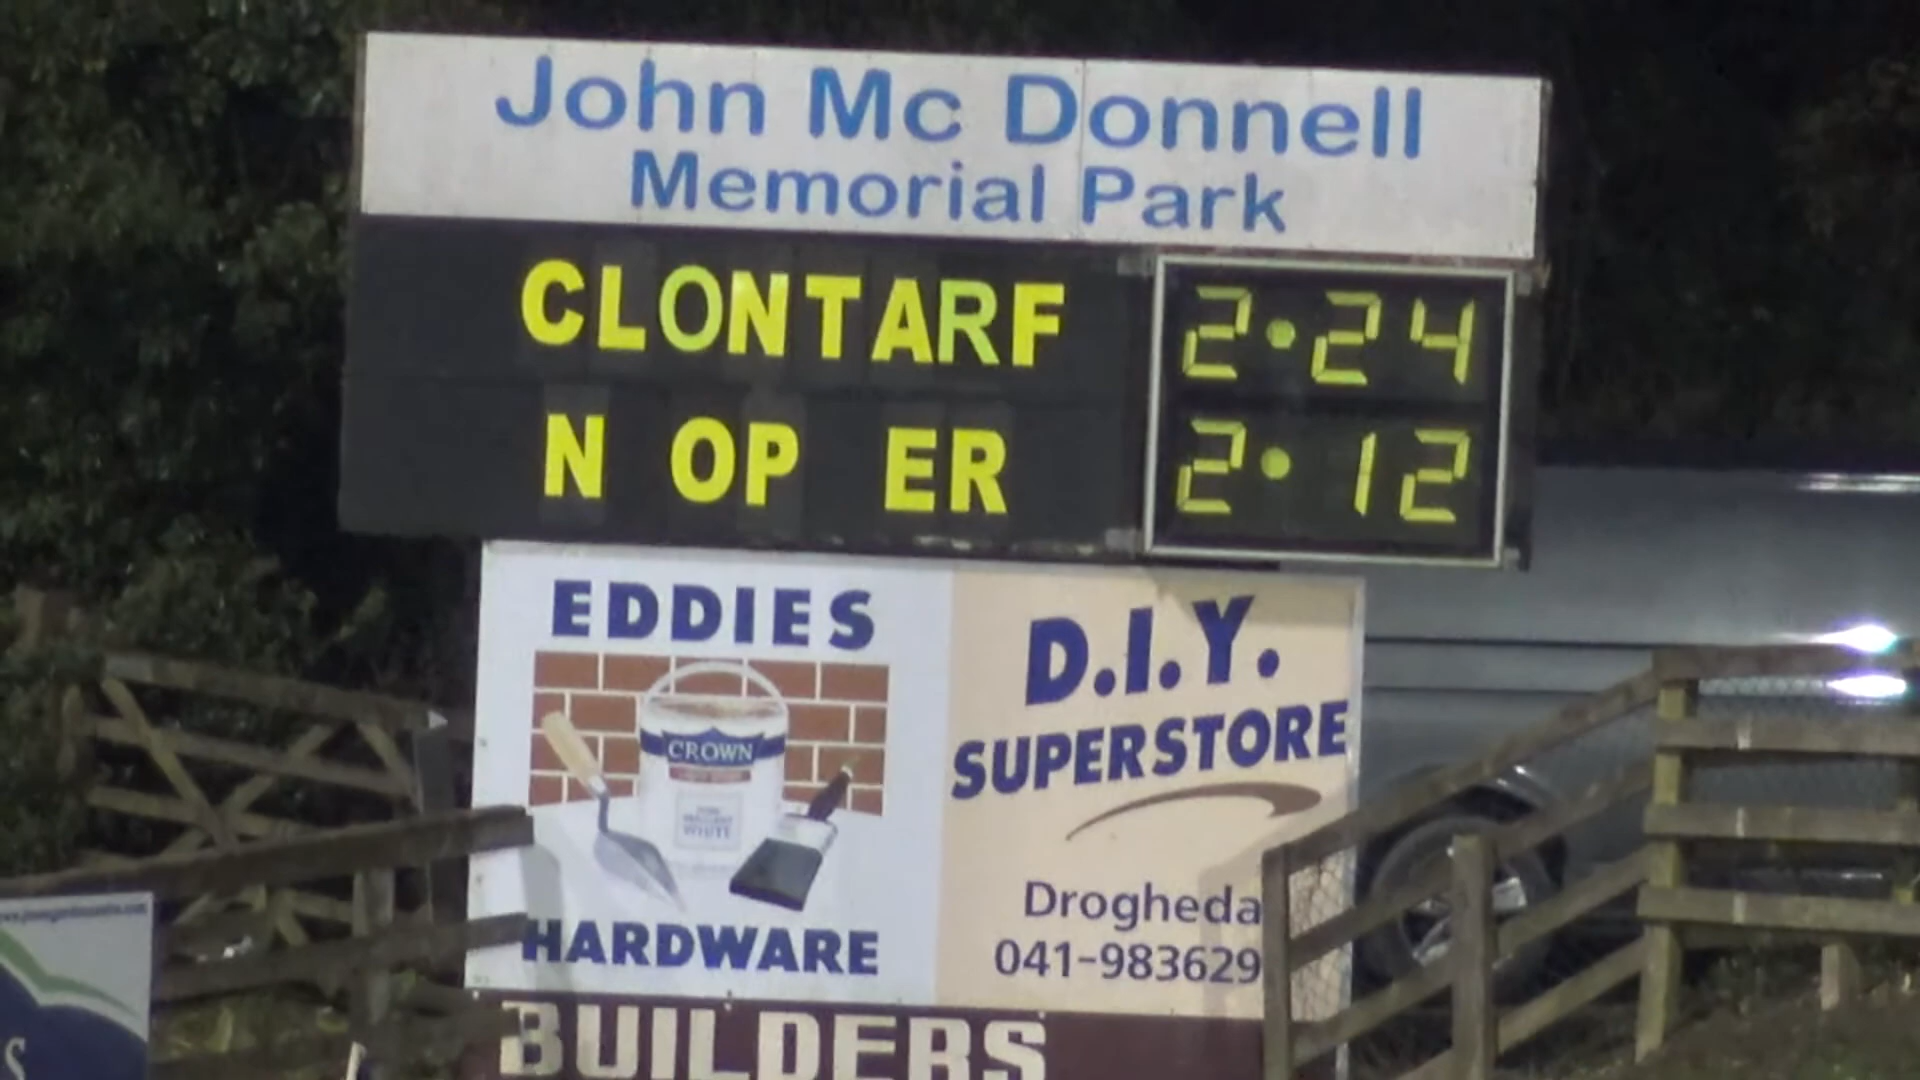 John Mc Donnell
Memorial Park
CLONTARF 2·24
N OP ER 2·12
EDDIES
CROWN
WHITE
HARDWARE
D.I.Y.
SUPERSTORE
Drogheda
041-983629
BUILDERS
S